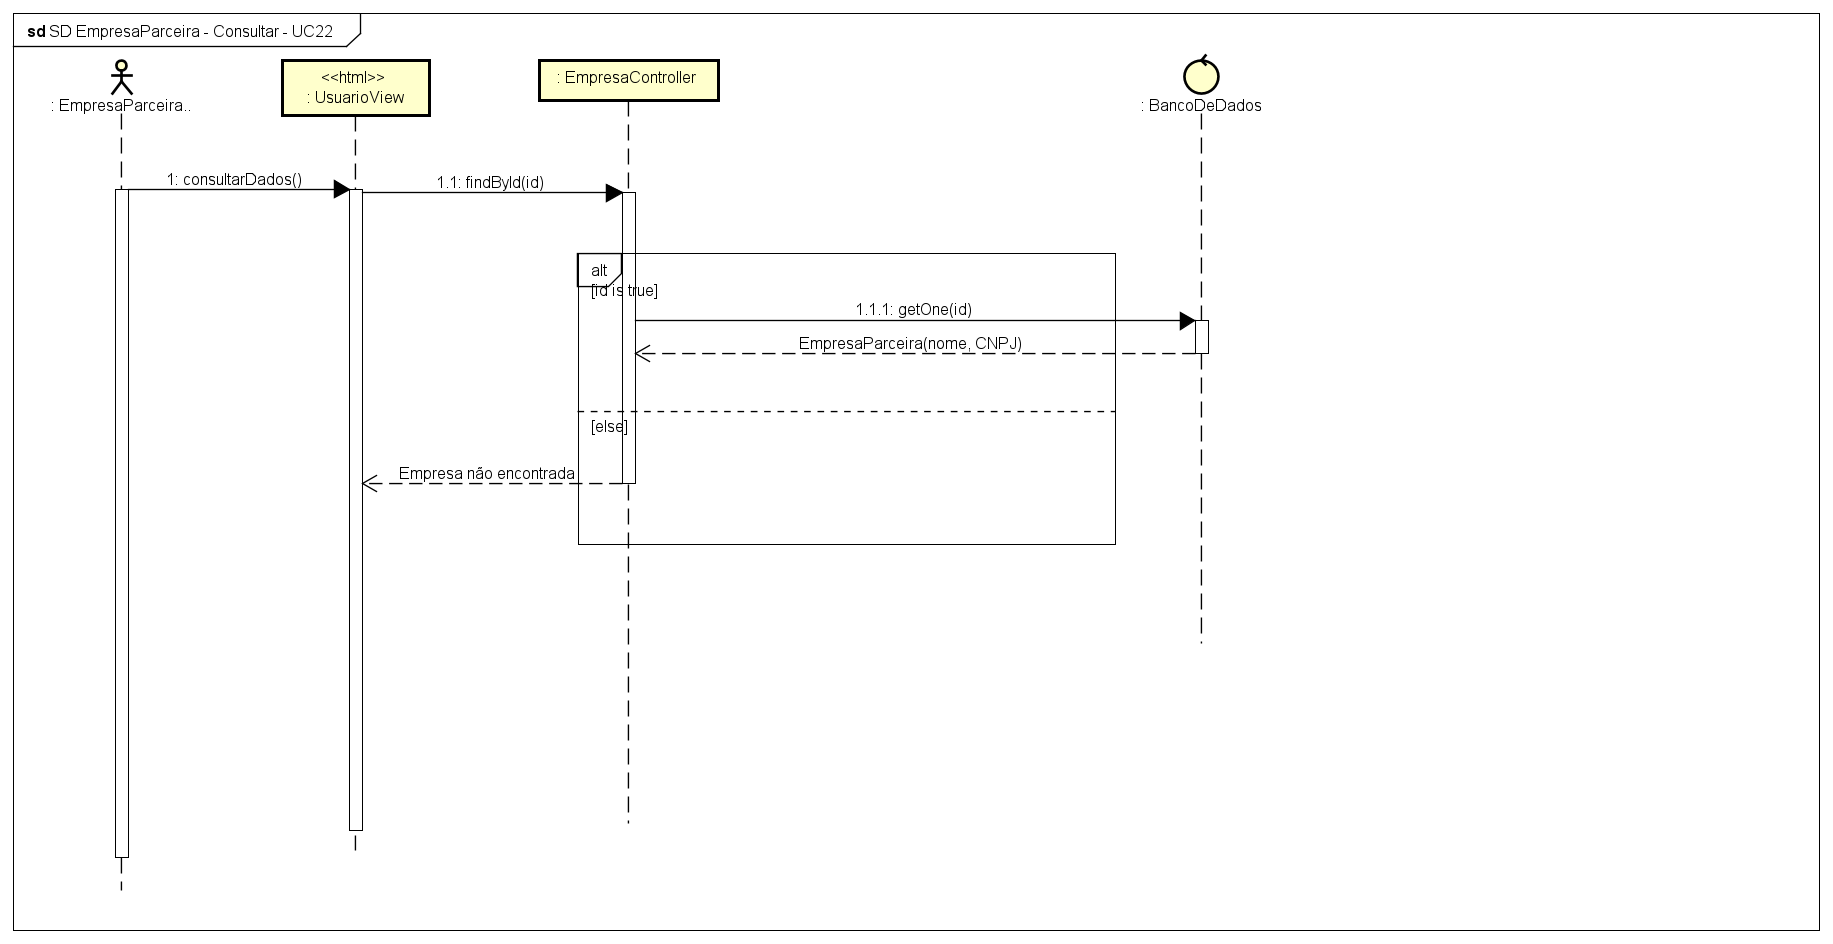 sd SD EmpresaParceira - Consultar - UC22
: EmpresaParceira..
<<html>>
: UsuarioView
: EmpresaController
: BancoDeDados
1: consultarDados()
1.1: findById(id)
alt
[id is true]
1.1.1: getOne(id)
EmpresaParceira(nome, CNPJ)
[else]
Empresa não encontrada